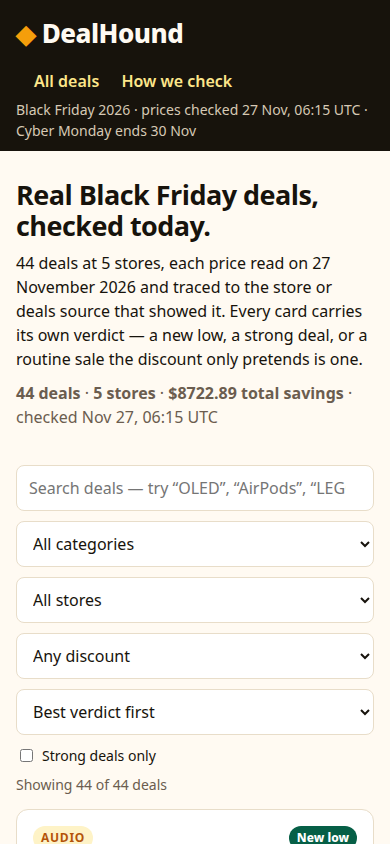 DealHound
All deals How we check
Black Friday 2026 · prices checked 27 Nov, 06:15 UTC ·
Cyber Monday ends 30 Nov
Real Black Friday deals,
checked today.
44 deals at 5 stores, each price read on 27
November 2026 and traced to the store or
deals source that showed it. Every card carries
its own verdict — a new low, a strong deal, or a
routine sale the discount only pretends is one.
44 deals · 5 stores · $8722.89 total savings ·
checked Nov 27, 06:15 UTC
Search deals — try “OLED”, “AirPods”, “LEG
All categories
All stores
Any discount
Best verdict first
Strong deals only
Showing 44 of 44 deals
AUDIO New low